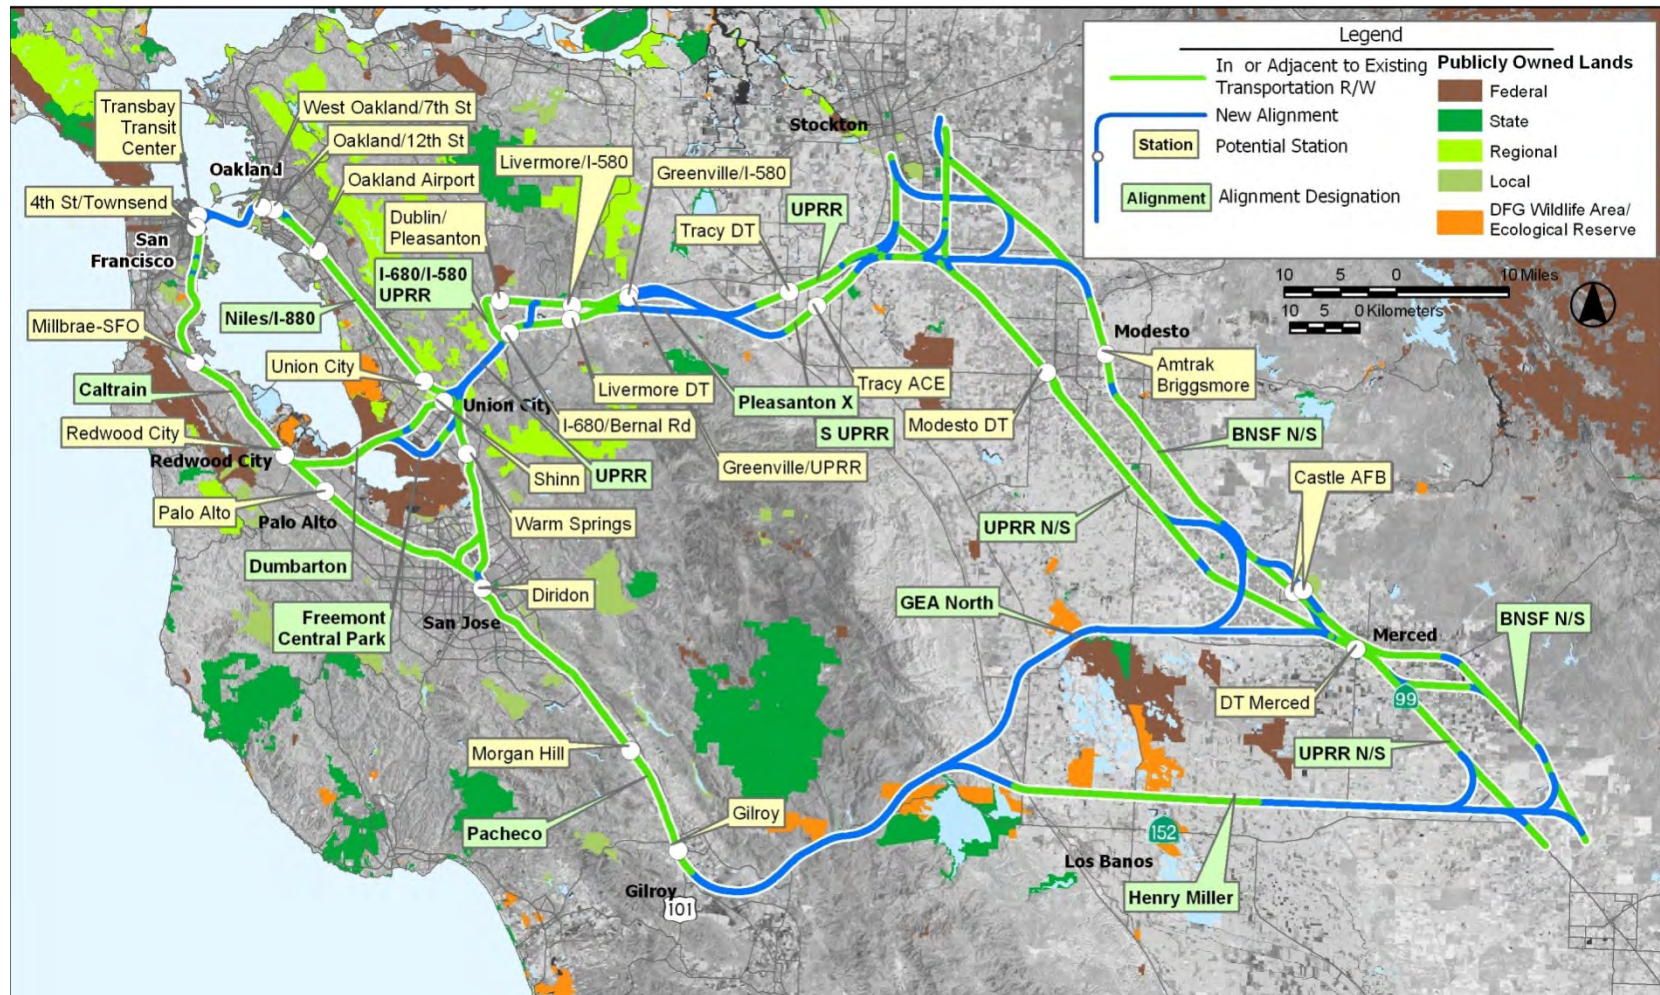 Legend
In or Adjacent to Existing
Transportation R/W
New Alignment
Station
Potential Station
Alignment
Alignment Designation
Publicly Owned Lands
Federal
State
Regional
Local
DFG Wildlife Area/
Ecological Reserve
10 5 0 10 Miles
10 5 0 Kilometers
Transbay
Transit
Center
West Oakland/7th St
Oakland/12th St
Oakland
Oakland Airport
4th St/Townsend
San
Francisco
Dublin/
Pleasanton
Livermore/I-580
Greenville/I-580
Stockton
UPRR
Tracy DT
I-680/I-580
UPRR
Niles/I-880
Millbrae-SFO
Union City
Caltrain
Union City
Livermore DT
I-680/Bernal Rd
Pleasanton X
Tracy ACE
S UPRR
Greenville/UPRR
Modesto
Amtrak
Briggsmore
Modesto DT
BNSF N/S
Redwood City
Redwood City
Shinn
UPRR
Castle AFB
Palo Alto
Palo Alto
Warm Springs
UPRR N/S
Dumbarton
Diridon
Freemont
Central Park
San Jose
GEA North
Merced
BNSF N/S
DT Merced
99
UPRR N/S
Morgan Hill
Gilroy
Pacheco
152
Los Banos
Henry Miller
Gilroy
101